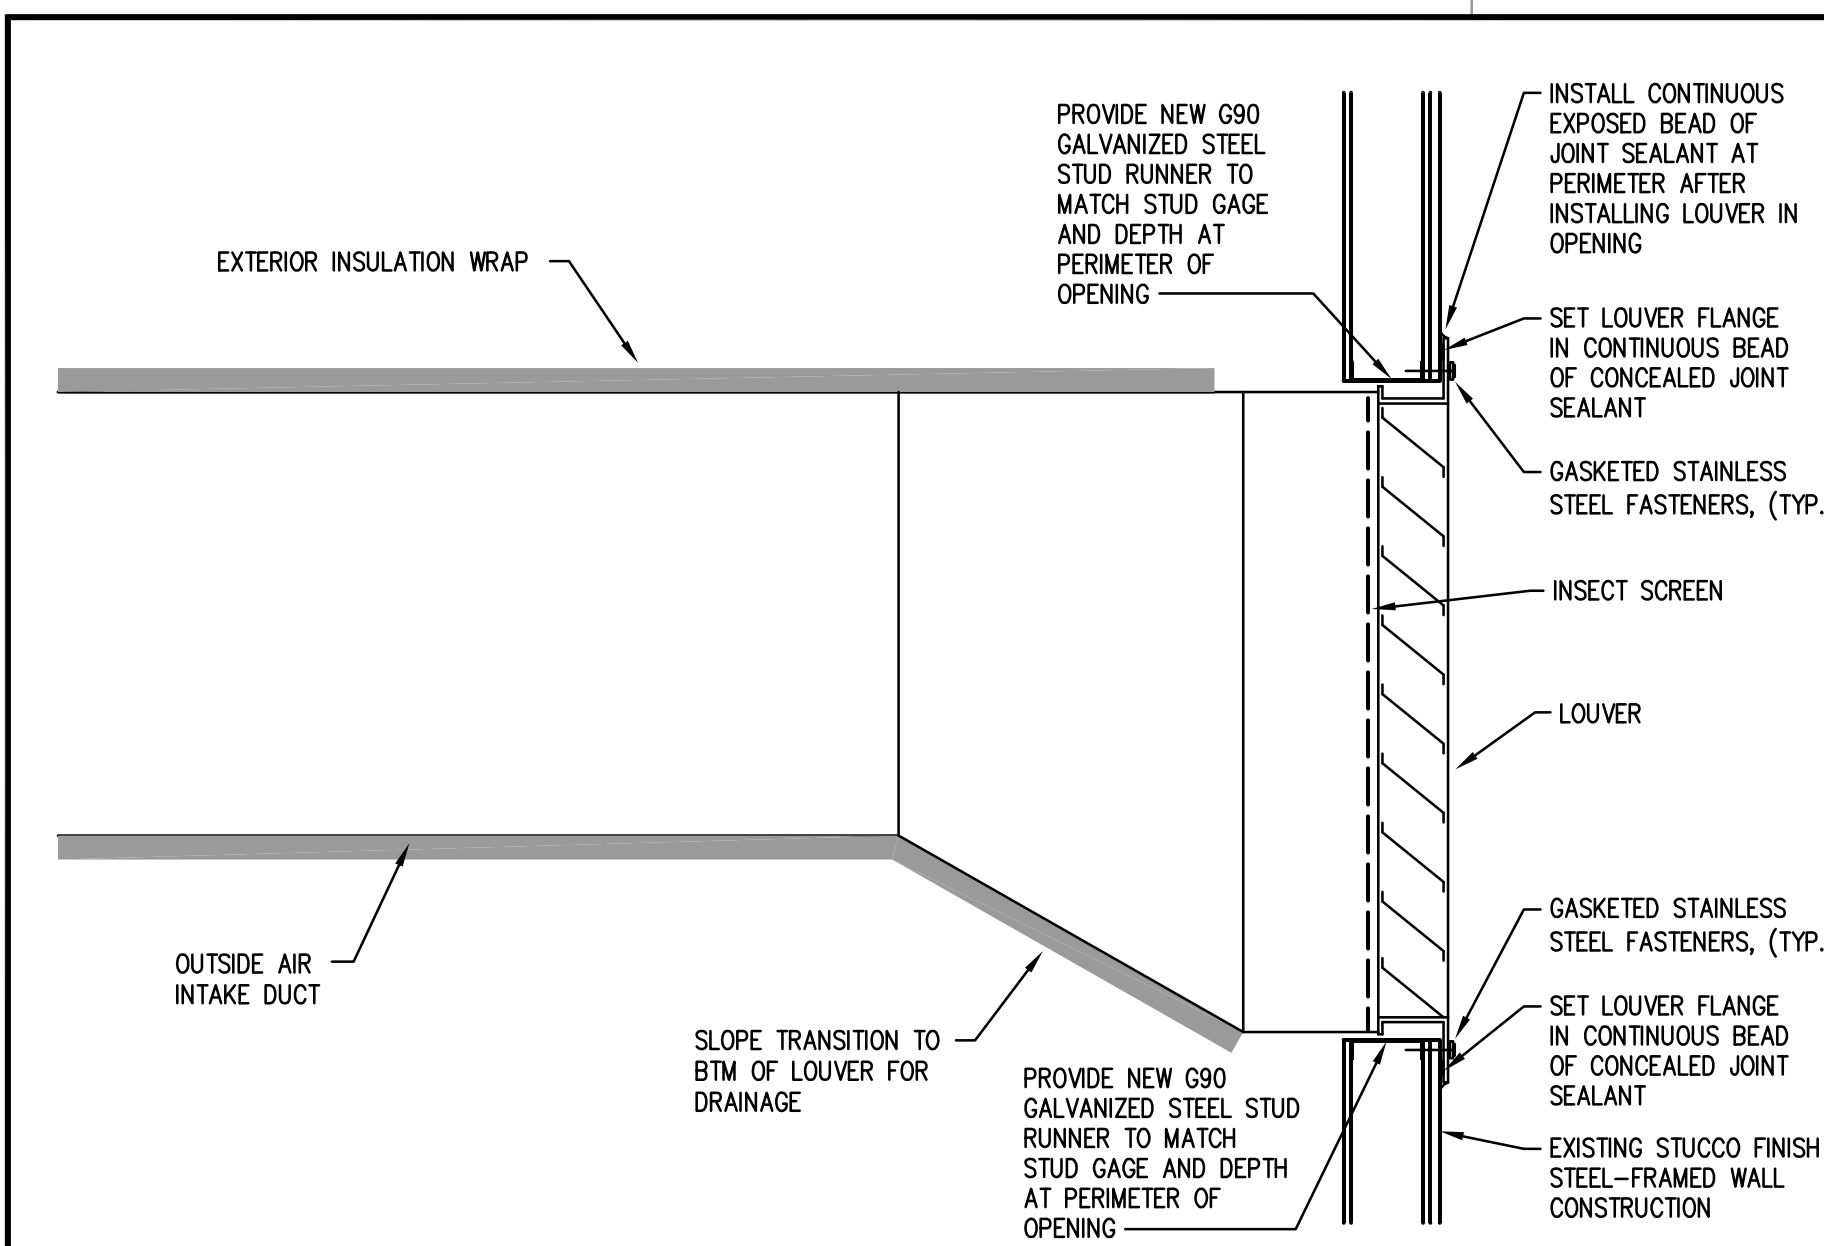 PROVIDE NEW G90
GALVANIZED STEEL
STUD RUNNER TO
MATCH STUD GAGE
AND DEPTH AT
PERIMETER OF
OPENING
INSTALL CONTINUOUS
EXPOSED BEAD OF
JOINT SEALANT AT
PERIMETER AFTER
INSTALLING LOUVER IN
OPENING
EXTERIOR INSULATION WRAP
SET LOUVER FLANGE
IN CONTINUOUS BEAD
OF CONCEALED JOINT
SEALANT
GASKETED STAINLESS
STEEL FASTENERS, (TYP.
INSECT SCREEN
LOUVER
GASKETED STAINLESS
STEEL FASTENERS, (TYP.
OUTSIDE AIR
INTAKE DUCT
SLOPE TRANSITION TO
BTM OF LOUVER FOR
DRAINAGE
SET LOUVER FLANGE
IN CONTINUOUS BEAD
OF CONCEALED JOINT
SEALANT
PROVIDE NEW G90
GALVANIZED STEEL STUD
RUNNER TO MATCH
STUD GAGE AND DEPTH
AT PERIMETER OF
OPENING
EXISTING STUCCO FINISH
STEEL-FRAMED WALL
CONSTRUCTION